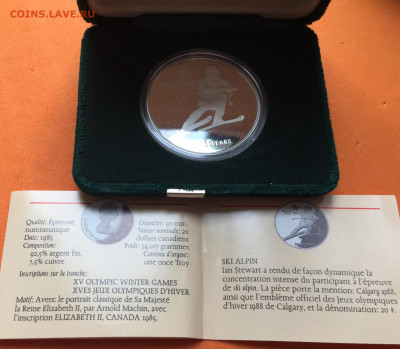 COINS.LAVE.RU
Qualité: Épreuve
numismatique
Date: 1985
Composition:
92,5% argent fin,
7,5% cuivre
Diamètre: 40 mm.
Valeur nominale: 20
dollars canadiens
Poids: 34,107 grammes
Contenu d'argent:
une once Troy
Inscriptions sur la tranche:
XV OLYMPIC WINTER GAMES
XVES JEUX OLYMPIQUES D'HIVER
Motif: Avers: le portrait classique de Sa Majesté
la Reine Elizabeth II, par Arnold Machin, avec
l'inscription ELIZABETH II, CANADA 1985.
SKI ALPIN
Ian Stewart a rendu de façon dynamique la
concentration intense du participant à l'épreuve
de ski alpin. La pièce porte la mention: Calgary 1988,
ainsi que l'emblème officiel des Jeux olympiques
d'hiver 1988 de Calgary, et la dénomination: 20 $.